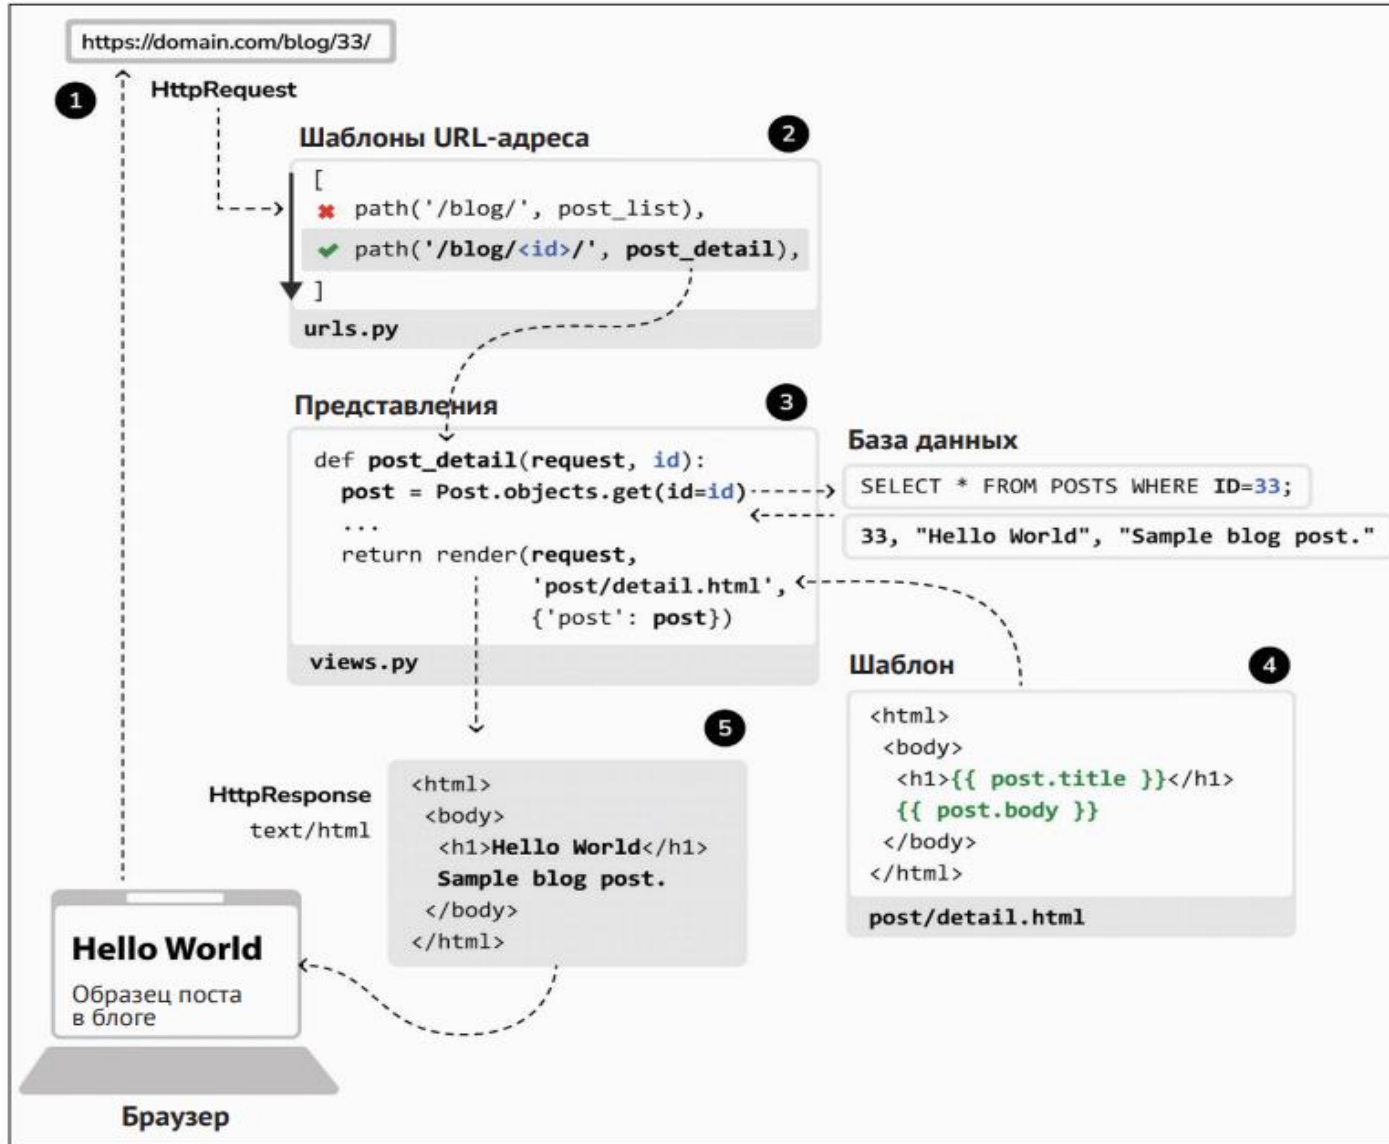 https://domain.com/blog/33/
1
HttpRequest
Шаблоны URL-адреса
2
[
path('/blog/', post_list),
path('/blog/<id>/', post_detail),
]
urls.py
Представления
3
def post_detail(request, id):
post = Post.objects.get(id=id)
...
return render(request,
'post/detail.html',
{'post': post})
views.py
База данных
SELECT * FROM POSTS WHERE ID=33;
33, "Hello World", "Sample blog post."
Шаблон
4
<html>
<body>
<h1>{{ post.title }}</h1>
{{ post.body }}
</body>
</html>
post/detail.html
5
HttpResponse
text/html
<html>
<body>
<h1>Hello World</h1>
Sample blog post.
</body>
</html>
Hello World
Образец поста
в блоге
Браузер